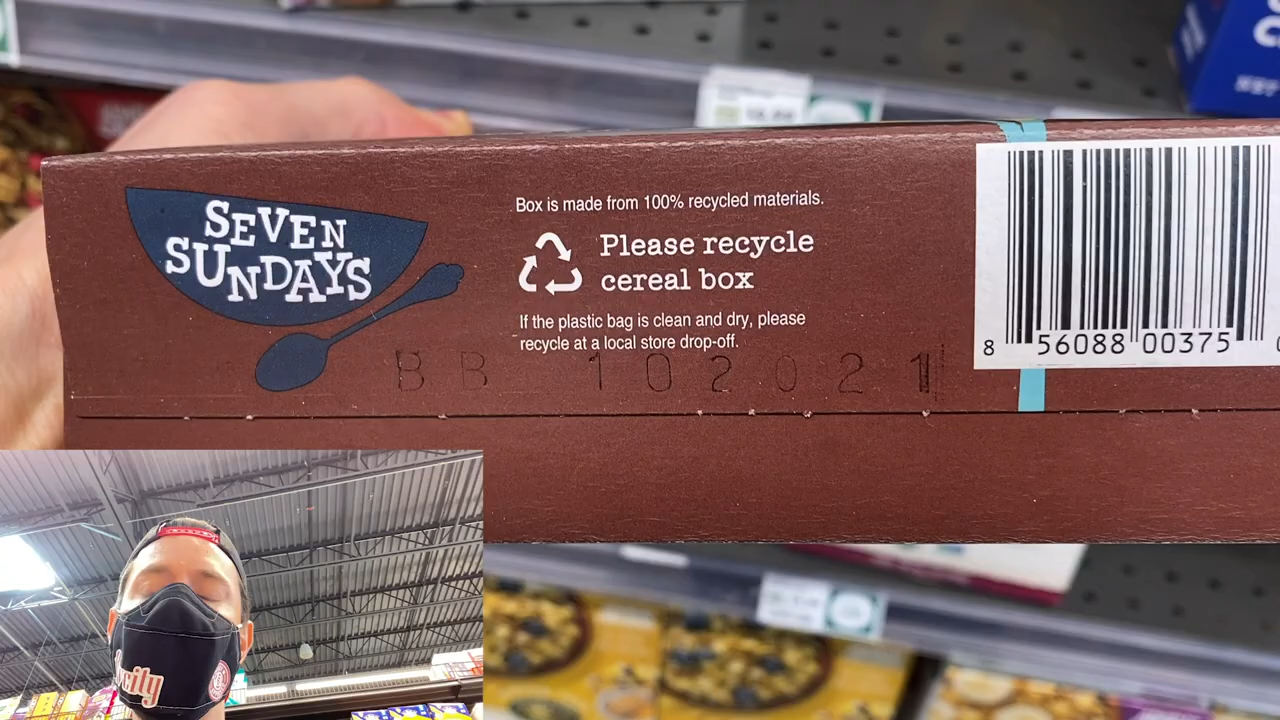 SEVEN
SUNDAYS
Box is made from 100% recycled materials.
Please recycle
cereal box
If the plastic bag is clean and dry, please
recycle at a local store drop-off.
BB 102021
8 56088 00375